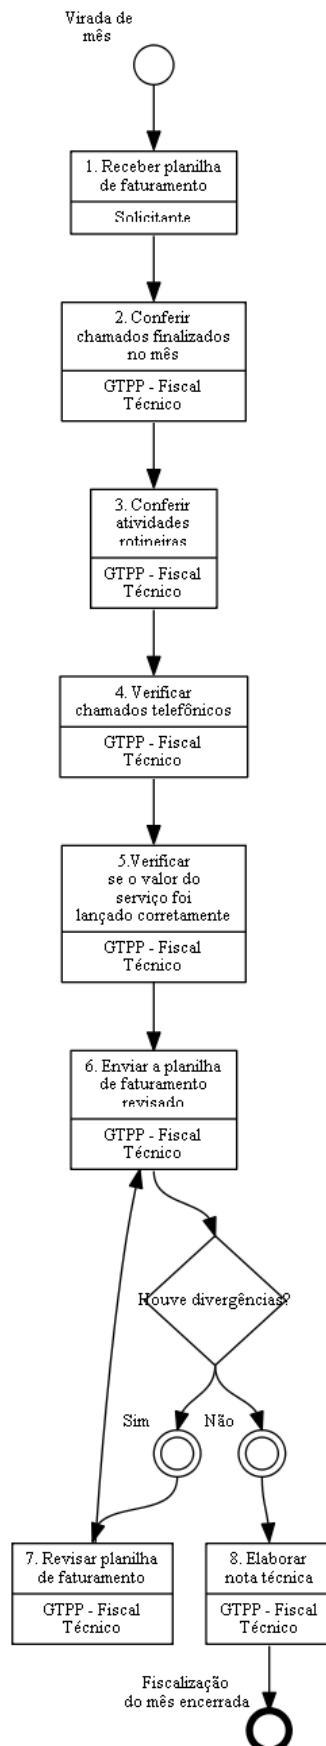 Virada de
mês
1. Receber planilha
de faturamento
Solicitante
2. Conferir
chamados finalizados
no mês
GTPP - Fiscal
Técnico
3. Conferir
atividades
rotineiras
GTPP - Fiscal
Técnico
4. Verificar
chamados telefônicos
GTPP - Fiscal
Técnico
5.Verificar
se o valor do
serviço foi
lançado corretamente
GTPP - Fiscal
Técnico
6. Enviar a planilha
de faturamento
revisado
GTPP - Fiscal
Técnico
Houve divergências?
Sim
Não
7. Revisar planilha
de faturamento
GTPP - Fiscal
Técnico
8. Elaborar
nota técnica
GTPP - Fiscal
Técnico
Fiscalização
do mês encerrada